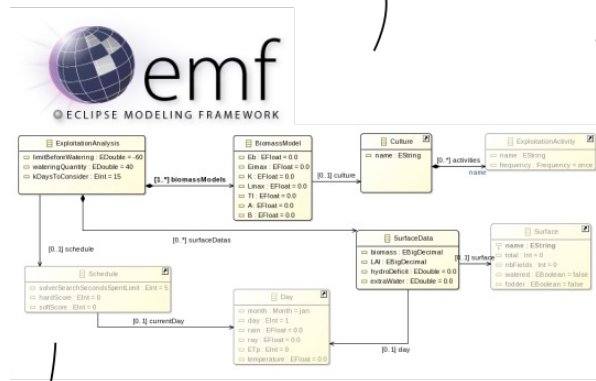 emf
ECLIPSE MODELING FRAMEWORK
ExploitationAnalysis
limitBeforeWatering : EDouble = -60
wateringQuantity : EDouble = 40
kDaysToConsider : EInt = 15
[1..*] biomassModels
BiomassModel
Eb : EFloat = 0.0
Eimax : EFloat = 0.0
K : EFloat = 0.0
Lmax : EFloat = 0.0
TI : EFloat = 0.0
A : EFloat = 0.0
B : EFloat = 0.0
[0..1] culture
Culture
name : EString
[0..*] activities
name
ExploitationActivity
name : EString
frequency : Frequency = once
[0..1] schedule
[0..*] surfaceDatas
SurfaceData
biomass : EBigDecimal
LAI : EBigDecimal
hydroDeficit : EDouble = 0.0
extraWater : EDouble = 0.0
[0..1] surface
Surface
name : EString
total : Int = 0
nbFields : Int = 0
watered : EBoolean = false
fodder : EBoolean = false
Schedule
solverSearchSecondsSpentLimit : EInt = 5
hardScore : EInt = 0
softScore : EInt = 0
[0..1] currentDay
Day
month : Month = jan
day : EInt = 1
rain : EFloat = 0.0
ray : EFloat = 0.0
ETp : EInt = 0
temperature : EFloat = 0.0
[0..1] day